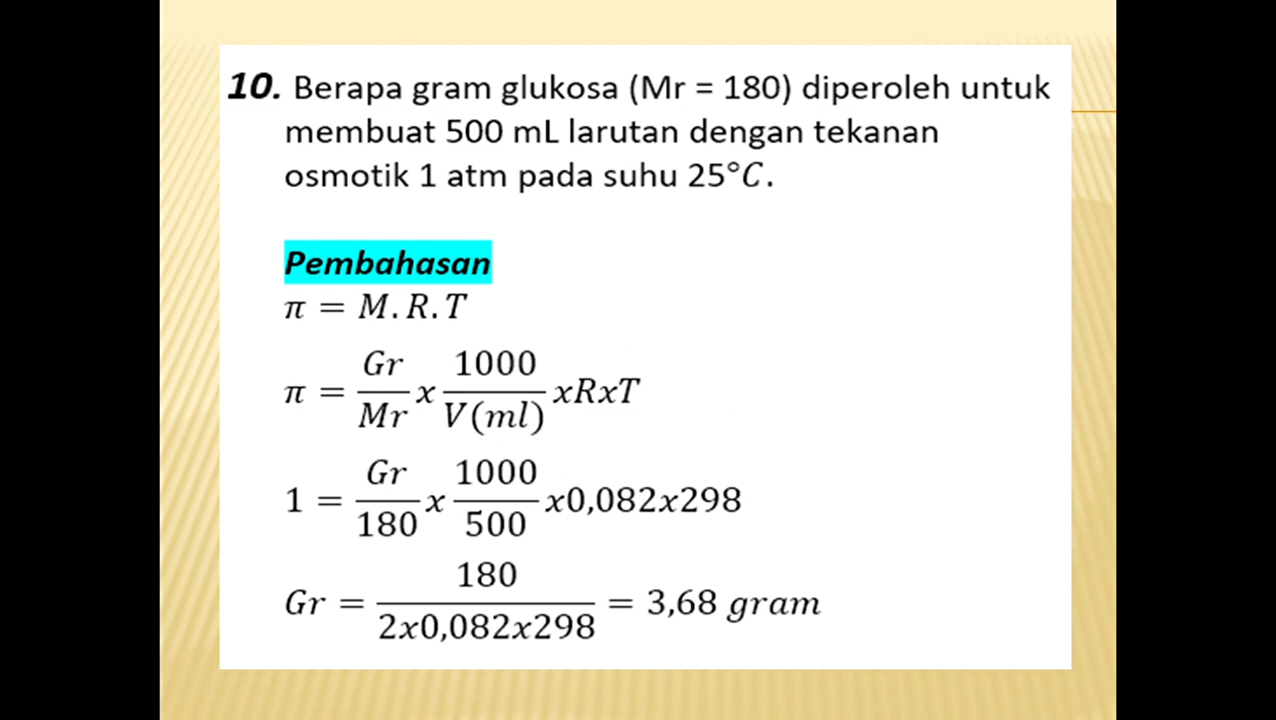 10. Berapa gram glukosa (Mr = 180) diperoleh untuk
membuat 500 mL larutan dengan tekanan
osmotik 1 atm pada suhu 25°C.
Pembahasan
π = M.R.T
π = Gr/Mr x 1000/V(ml) xRxT
1 = Gr/180 x 1000/500 x0,082x298
Gr = 180/2x0,082x298 = 3,68 gram